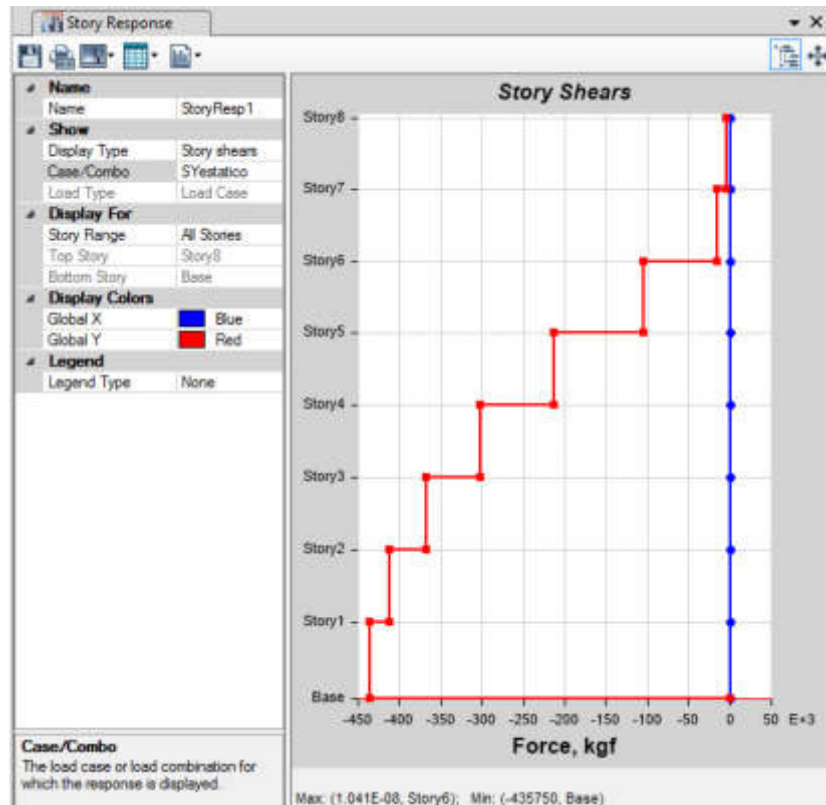 Story Response
Name
Name StoryResp1
Show
Display Type Story shears
Case/Combo SYestatico
Load Type Load Case
Display For
Story Range All Stories
Top Story Story8
Bottom Story Base
Display Colors
Global X Blue
Global Y Red
Legend
Legend Type None
Case/Combo
The load case or load combination for
which the response is displayed.
Story Shears
Story8
Story7
Story6
Story5
Story4
Story3
Story2
Story1
Base
-450 -400 -350 -300 -250 -200 -150 -100 -50 0 50 E+3
Force, kgf
Max: (1.041E-08, Story6); Min: (-435750, Base)